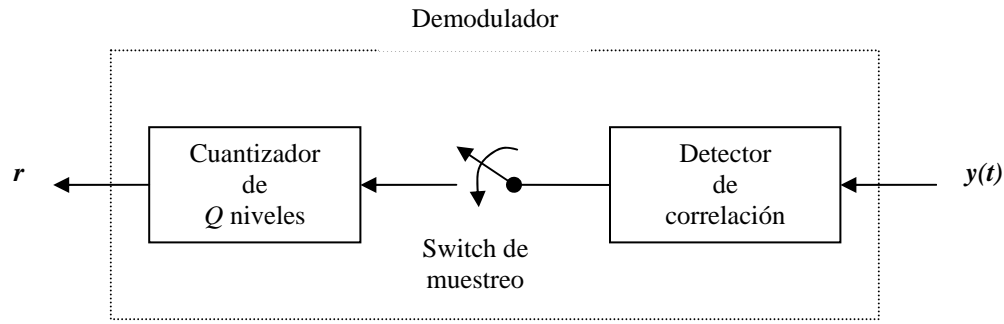 Demodulador
r
Cuantizador
de
Q niveles
Switch de
muestreo
Detector
de
correlación
y(t)